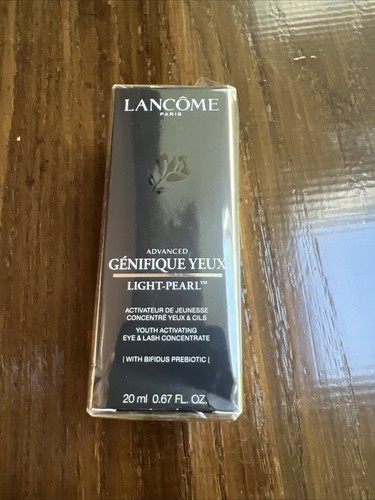 LANCÔME
PARIS
ADVANCED
GÉNIFIQUE YEUX
LIGHT-PEARL™
ACTIVATEUR DE JEUNESSE
CONCENTRÉ YEUX & CILS
YOUTH ACTIVATING
EYE & LASH CONCENTRATE
| WITH BIFIDUS PREBIOTIC |
20 ml 0.67 FL. OZ.